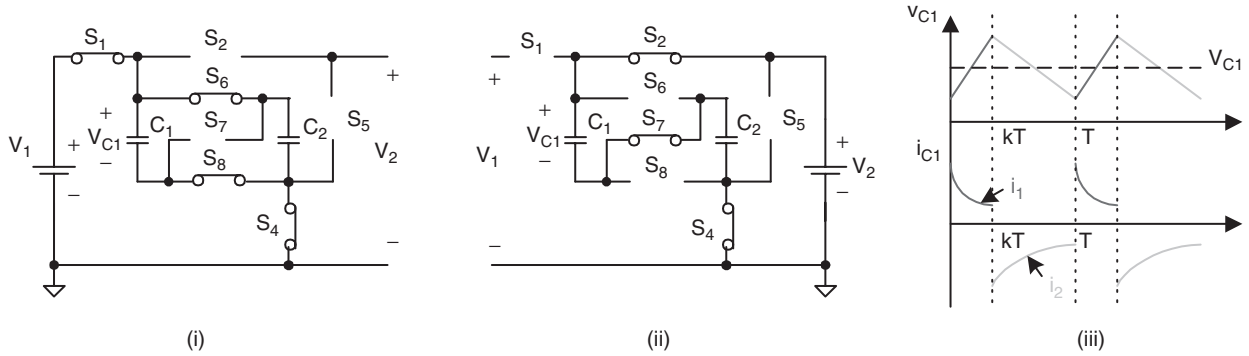 S1
S2
+
S6
+
C1
S7
C2
S5
V1
+
VC1
V2
−
S8
−
S4
−
(i)
S1
S2
+
S6
+
C1
S7
C2
S5
+
V1
VC1
V2
−
S8
−
S4
−
(ii)
vC1
VC1
kT
T
iC1
i1
kT
T
i2
(iii)